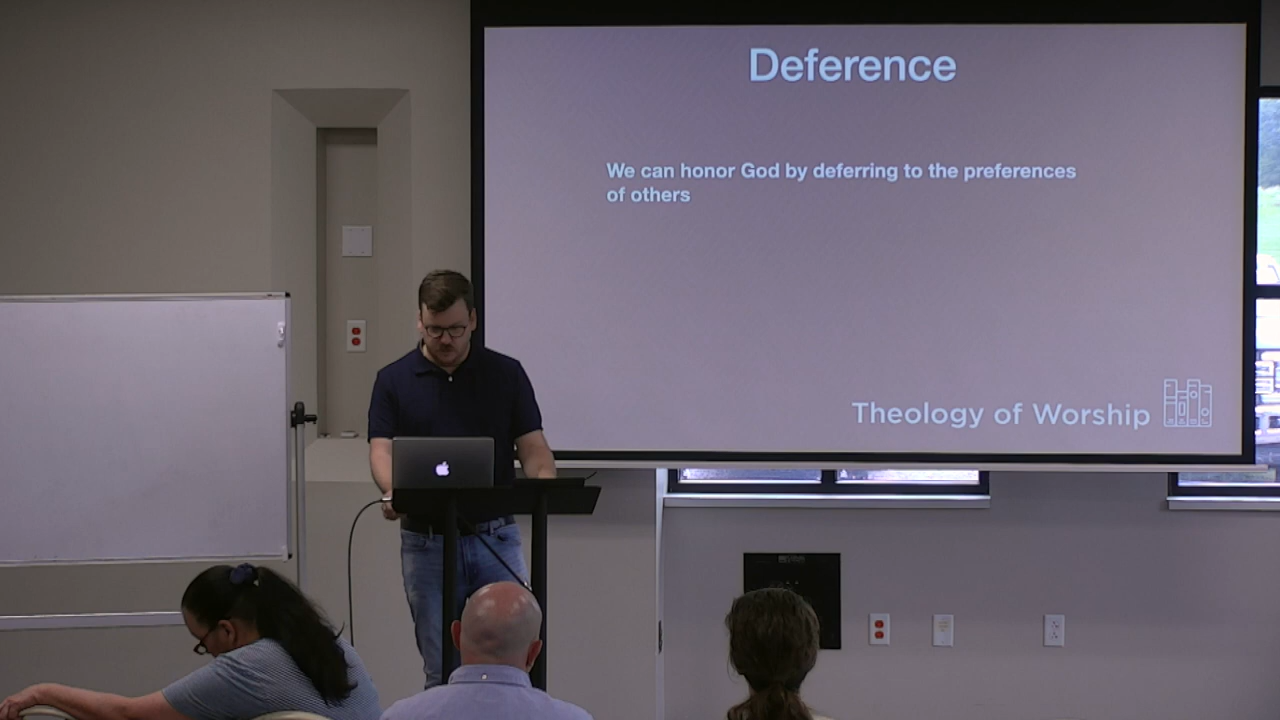 Deference
We can honor God by deferring to the preferences
of others
Theology of Worship